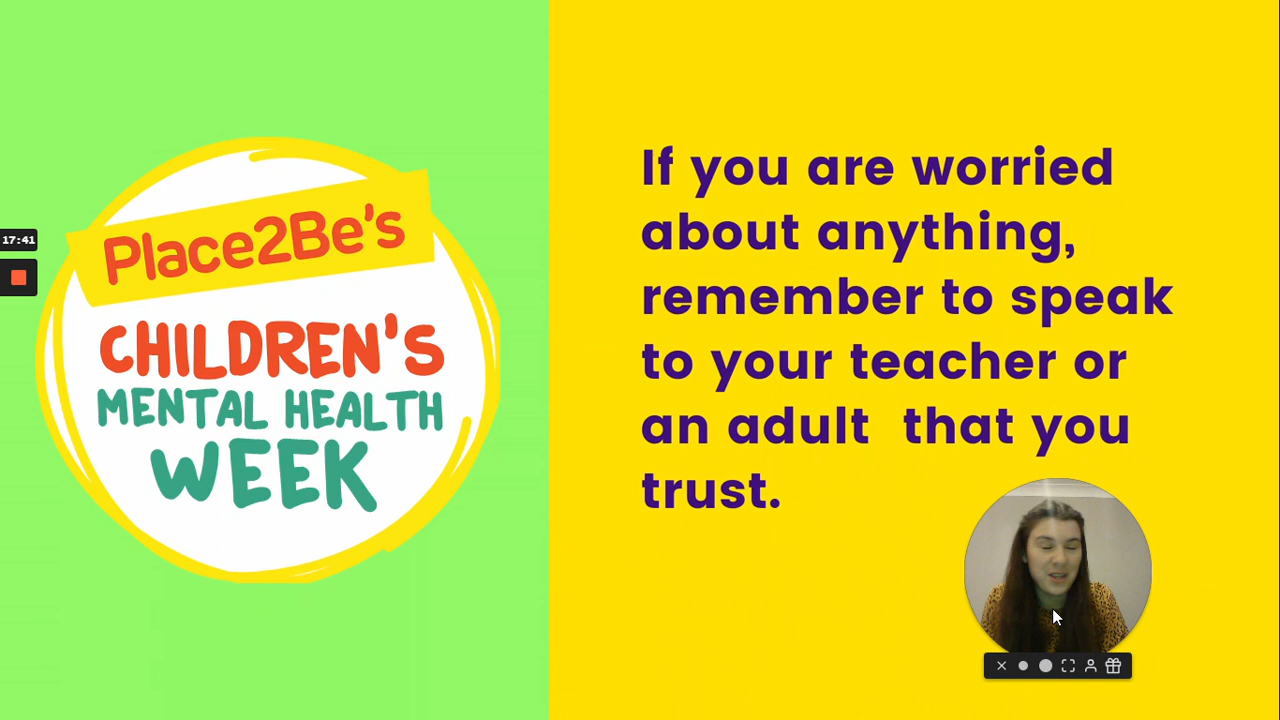 17:41
Place2Be's
CHILDREN'S
MENTAL HEALTH
WEEK
If you are worried
about anything,
remember to speak
to your teacher or
an adult  that you
trust.